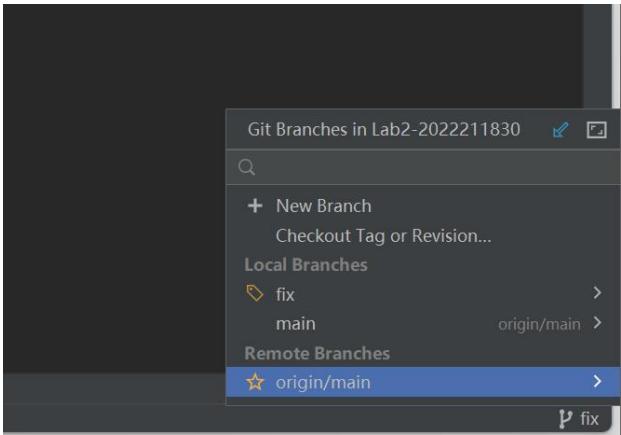 Git Branches in Lab2-2022211830
New Branch
Checkout Tag or Revision...
Local Branches
fix
main origin/main
Remote Branches
origin/main
fix